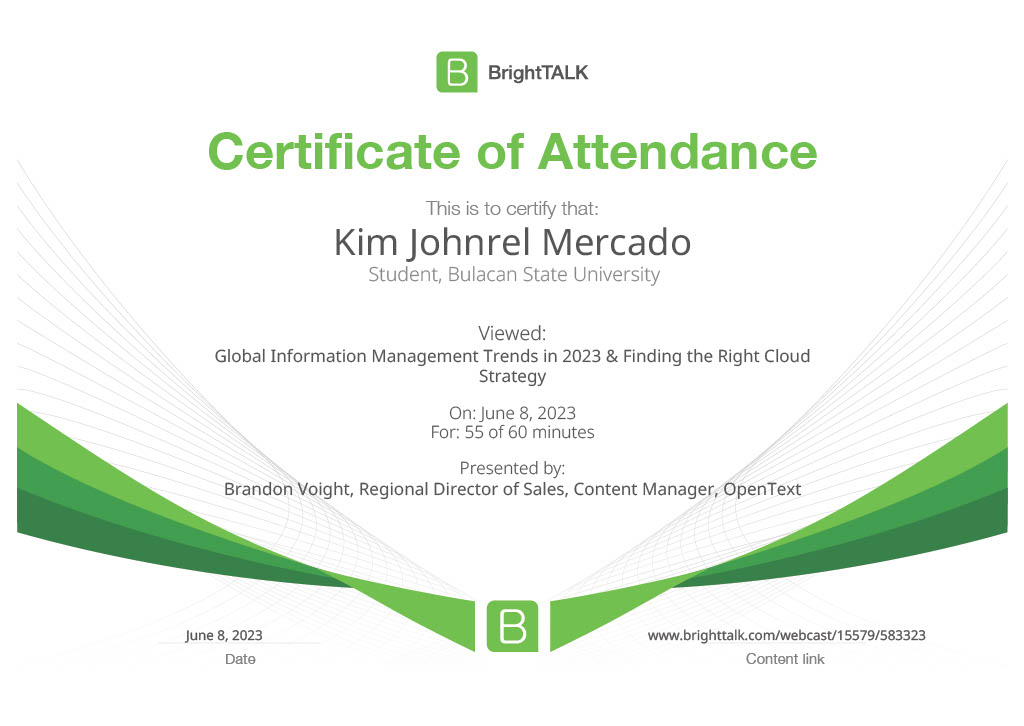 B BrightTALK
Certificate of Attendance
This is to certify that:
Kim Johnrel Mercado
Student, Bulacan State University
Viewed:
Global Information Management Trends in 2023 & Finding the Right Cloud
Strategy
On: June 8, 2023
For: 55 of 60 minutes
Presented by:
Brandon Voight, Regional Director of Sales, Content Manager, OpenText
B
June 8, 2023
Date
www.brighttalk.com/webcast/15579/583323
Content link